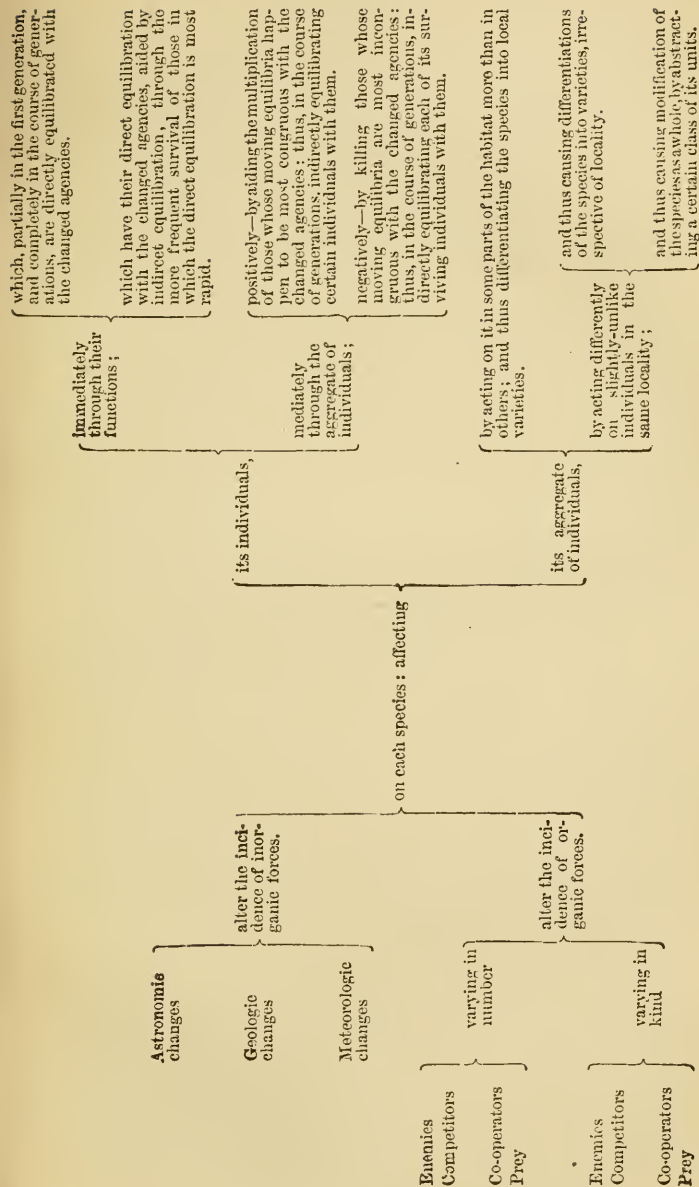 Astronomic
changes
Geologic
changes
Meteorologic
changes
Enemies
Competitors
Co-operators
Prey
Enemies
Competitors
Co-operators
Prey
varying in
number
varying in
kind
alter the inci-
dence of inor-
ganic forces.
alter the inci-
dence of or-
ganic forces.
on each species: affecting
its individuals,
its aggregate
of individuals,
immediately
through their
functions;
mediately
through the
aggregate of
individuals;
by acting on it in some parts of the habitat more than in
others; and thus differentiating the species into local
varieties.
by acting differently
on slightly-unlike
individuals in the
same locality;
which, partially in the first generation,
and completely in the course of gener-
ations, are directly equilibrated with
the changed agencies.
which have their direct equilibration
with the changed agencies, aided by
indirect equilibration, through the
more frequent survival of those in
which the direct equilibration is most
rapid.
positively—by aiding the multiplication
of those whose moving equilibria hap-
pen to be most congruous with the
changed agencies: thus, in the course
of generations, indirectly equilibrating
certain individuals with them.
negatively—by killing those whose
moving equilibria are most incon-
gruous with the changed agencies:
thus, in the course of generations, in-
directly equilibrating each of its sur-
viving individuals with them.
and thus causing differentiations
of the species into varieties, irre-
spective of locality.
and thus causing modification of
the species as a whole, by abstract-
ing a certain class of its units.